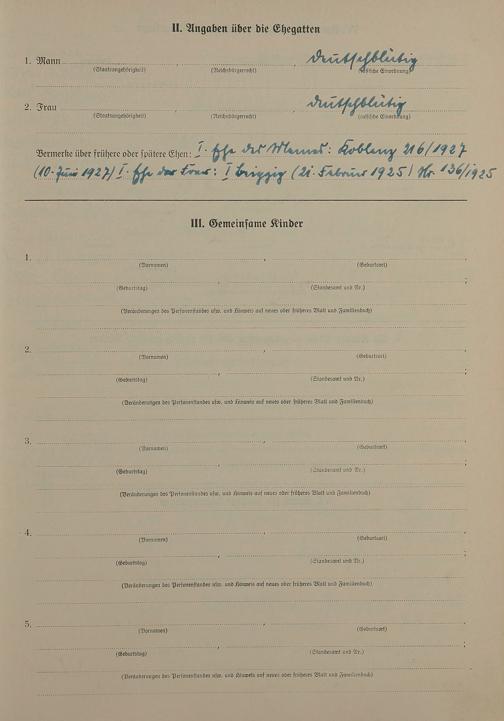 II. Angaben über die Ehegatten
1. Mann deutschblütig
(Staatsangehörigkeit) (Reichsbürgerrecht) (rassische Einordnung)
2. Frau deutschblütig
(Staatsangehörigkeit) (Reichsbürgerrecht) (rassische Einordnung)
Vermerke über frühere oder spätere Ehen: I. Ehe des Mannes: Koblenz 216/1927
(10. Juni 1927) I. Ehe der Frau: I Leipzig (21. Februar 1925) Nr. 136/1925
III. Gemeinsame Kinder
1.
(Vornamen) (Geburtsort)
(Geburtstag) (Standesamt und Nr.)
(Veränderungen des Personenstandes usw. und Hinweis auf neues oder früheres Blatt und Familienbuch)
2.
(Vornamen) (Geburtsort)
(Geburtstag) (Standesamt und Nr.)
(Veränderungen des Personenstandes usw. und Hinweis auf neues oder früheres Blatt und Familienbuch)
3.
(Vornamen) (Geburtsort)
(Geburtstag) (Standesamt und Nr.)
(Veränderungen des Personenstandes usw. und Hinweis auf neues oder früheres Blatt und Familienbuch)
4.
(Vornamen) (Geburtsort)
(Geburtstag) (Standesamt und Nr.)
(Veränderungen des Personenstandes usw. und Hinweis auf neues oder früheres Blatt und Familienbuch)
5.
(Vornamen) (Geburtsort)
(Geburtstag) (Standesamt und Nr.)
(Veränderungen des Personenstandes usw. und Hinweis auf neues oder früheres Blatt und Familienbuch)